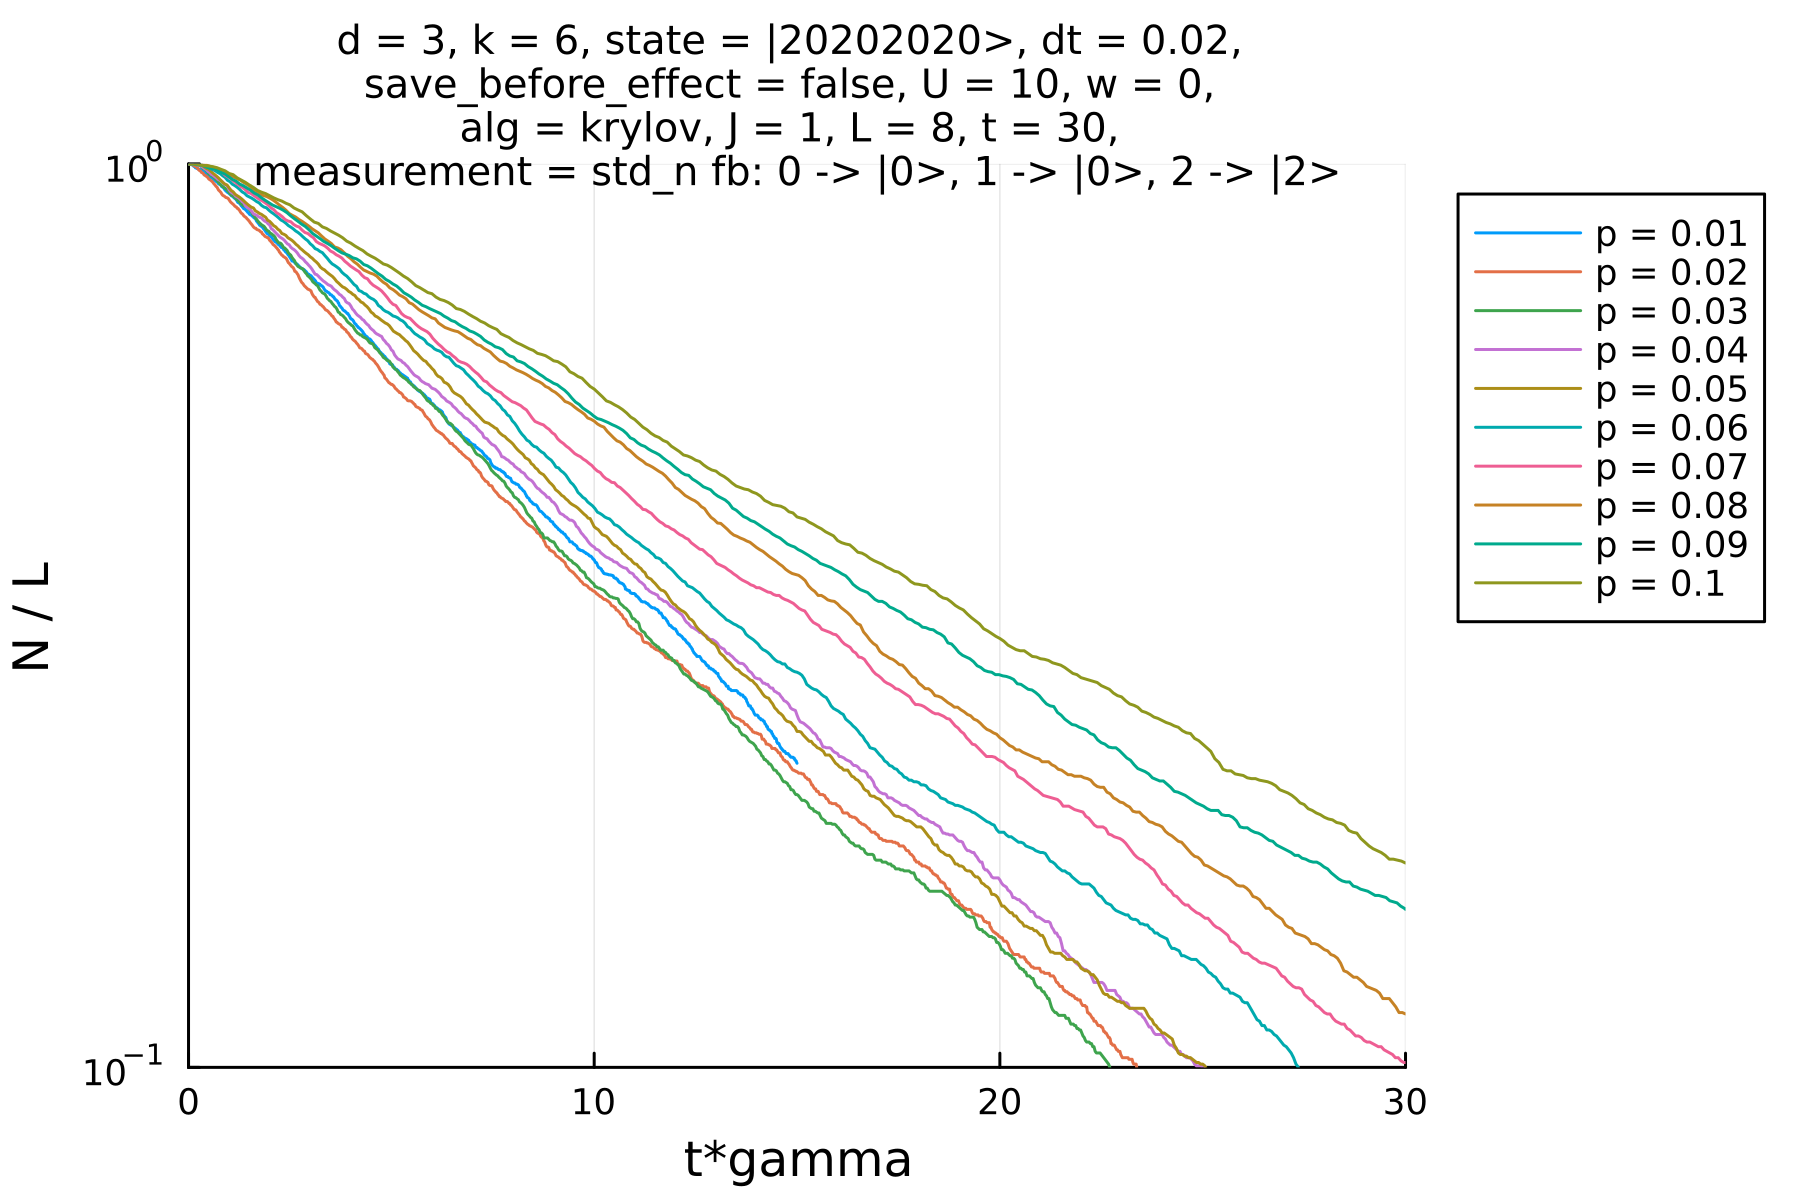 d = 3, k = 6, state = |20202020>, dt = 0.02,
save_before_effect = false, U = 10, w = 0,
alg = krylov, J = 1, L = 8, t = 30,
measurement = std_n fb: 0 -> |0>, 1 -> |0>, 2 -> |2>
10⁰
10⁻¹
N / L
0 10 20 30
t*gamma
p = 0.01
p = 0.02
p = 0.03
p = 0.04
p = 0.05
p = 0.06
p = 0.07
p = 0.08
p = 0.09
p = 0.1